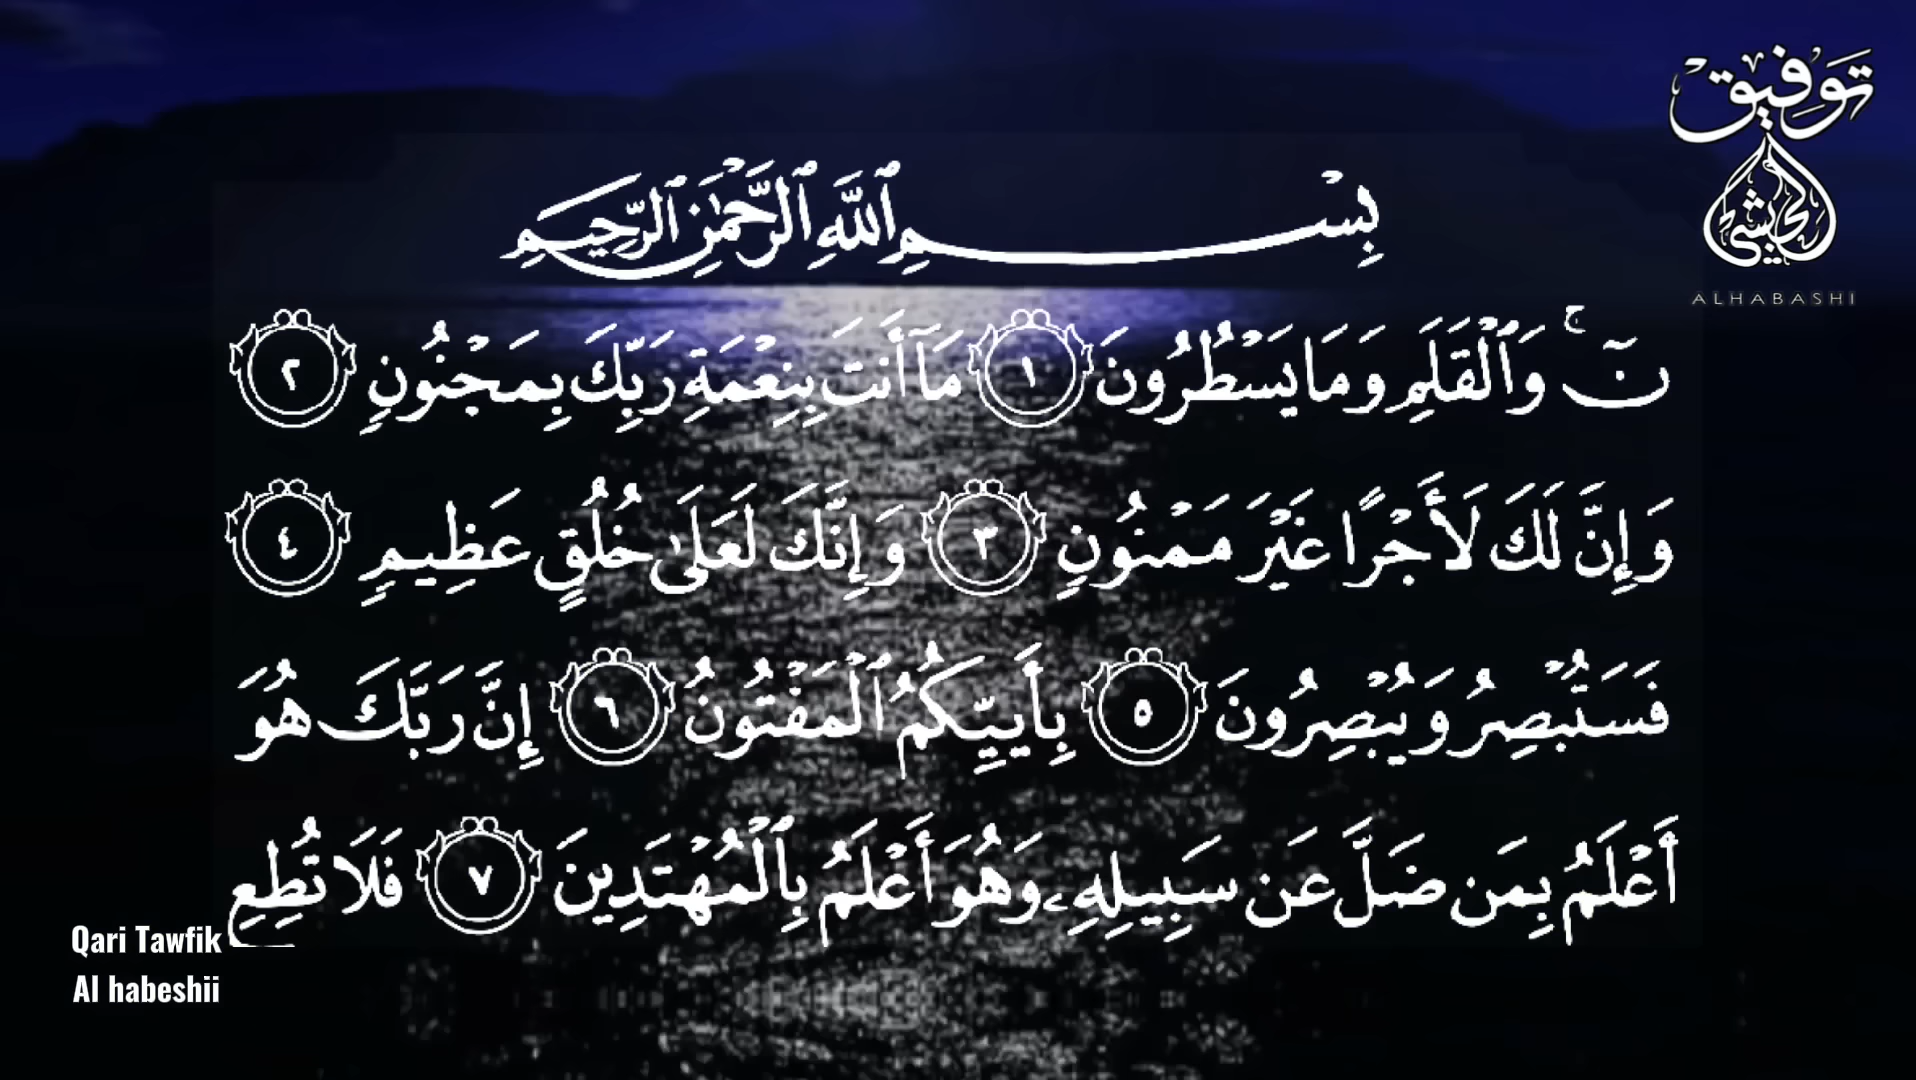 توفيق
الحبشي
ALHABASHI
بِسْمِ ٱللَّهِ ٱلرَّحْمَٰنِ ٱلرَّحِيمِ
نٓ ۚ وَٱلْقَلَمِ وَمَا يَسْطُرُونَ ١ مَآ أَنتَ بِنِعْمَةِ رَبِّكَ بِمَجْنُونٍ ٢
وَإِنَّ لَكَ لَأَجْرًا غَيْرَ مَمْنُونٍ ٣ وَإِنَّكَ لَعَلَىٰ خُلُقٍ عَظِيمٍ ٤
فَسَتُبْصِرُ وَيُبْصِرُونَ ٥ بِأَييِّكُمُ ٱلْمَفْتُونُ ٦ إِنَّ رَبَّكَ هُوَ
أَعْلَمُ بِمَن ضَلَّ عَن سَبِيلِهِۦ وَهُوَ أَعْلَمُ بِٱلْمُهْتَدِينَ ٧ فَلَا تُطِعِ
Qari Tawfik
Al habeshii